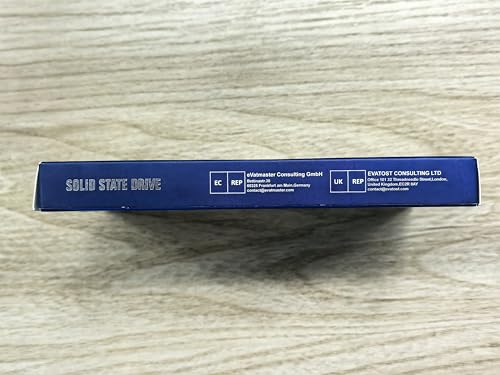 SOLID STATE DRIVE
EC REP
eVatmaster Consulting GmbH
Bettinastr.30
60325 Frankfurt am Main,Germany
contact@evatmaster.com
UK REP
EVATOST CONSULTING LTD
Office 101 32 Threadneedle Street,London,
United Kingdom,EC2R 8AY
contact@evatost.com